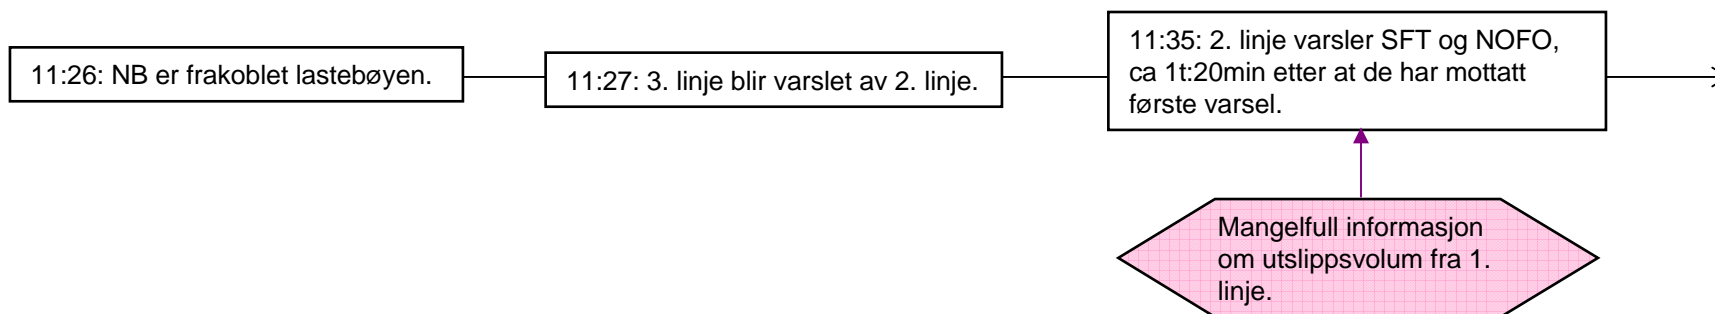 11:26: NB er frakoblet lastebøyen.
11:27: 3. linje blir varslet av 2. linje.
11:35: 2. linje varsler SFT og NOFO,
ca 1t:20min etter at de har mottatt
første varsel.
Mangelfull informasjon
om utslippsvolum fra 1.
linje.